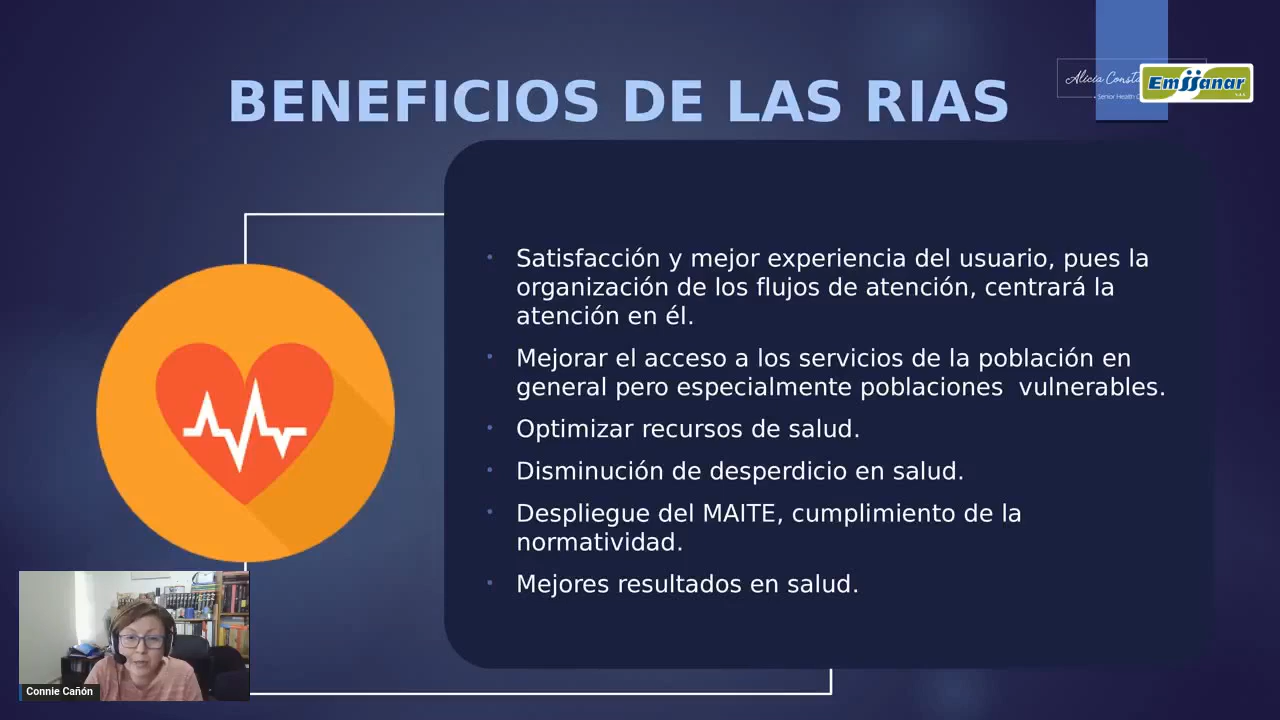 BENEFICIOS DE LAS RIAS
Alicia
Senior Health
Emssanar
S.A.S.
• Satisfacción y mejor experiencia del usuario, pues la
organización de los flujos de atención, centrará la
atención en él.
• Mejorar el acceso a los servicios de la población en
general pero especialmente poblaciones  vulnerables.
• Optimizar recursos de salud.
• Disminución de desperdicio en salud.
• Despliegue del MAITE, cumplimiento de la
normatividad.
• Mejores resultados en salud.
Connie Cañón